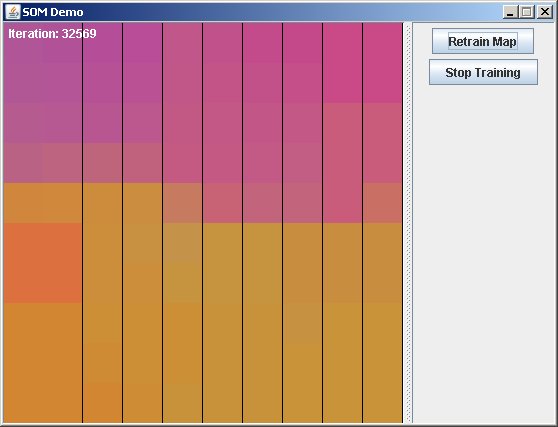 SOM Demo
Iteration: 32569
Retrain Map
Stop Training